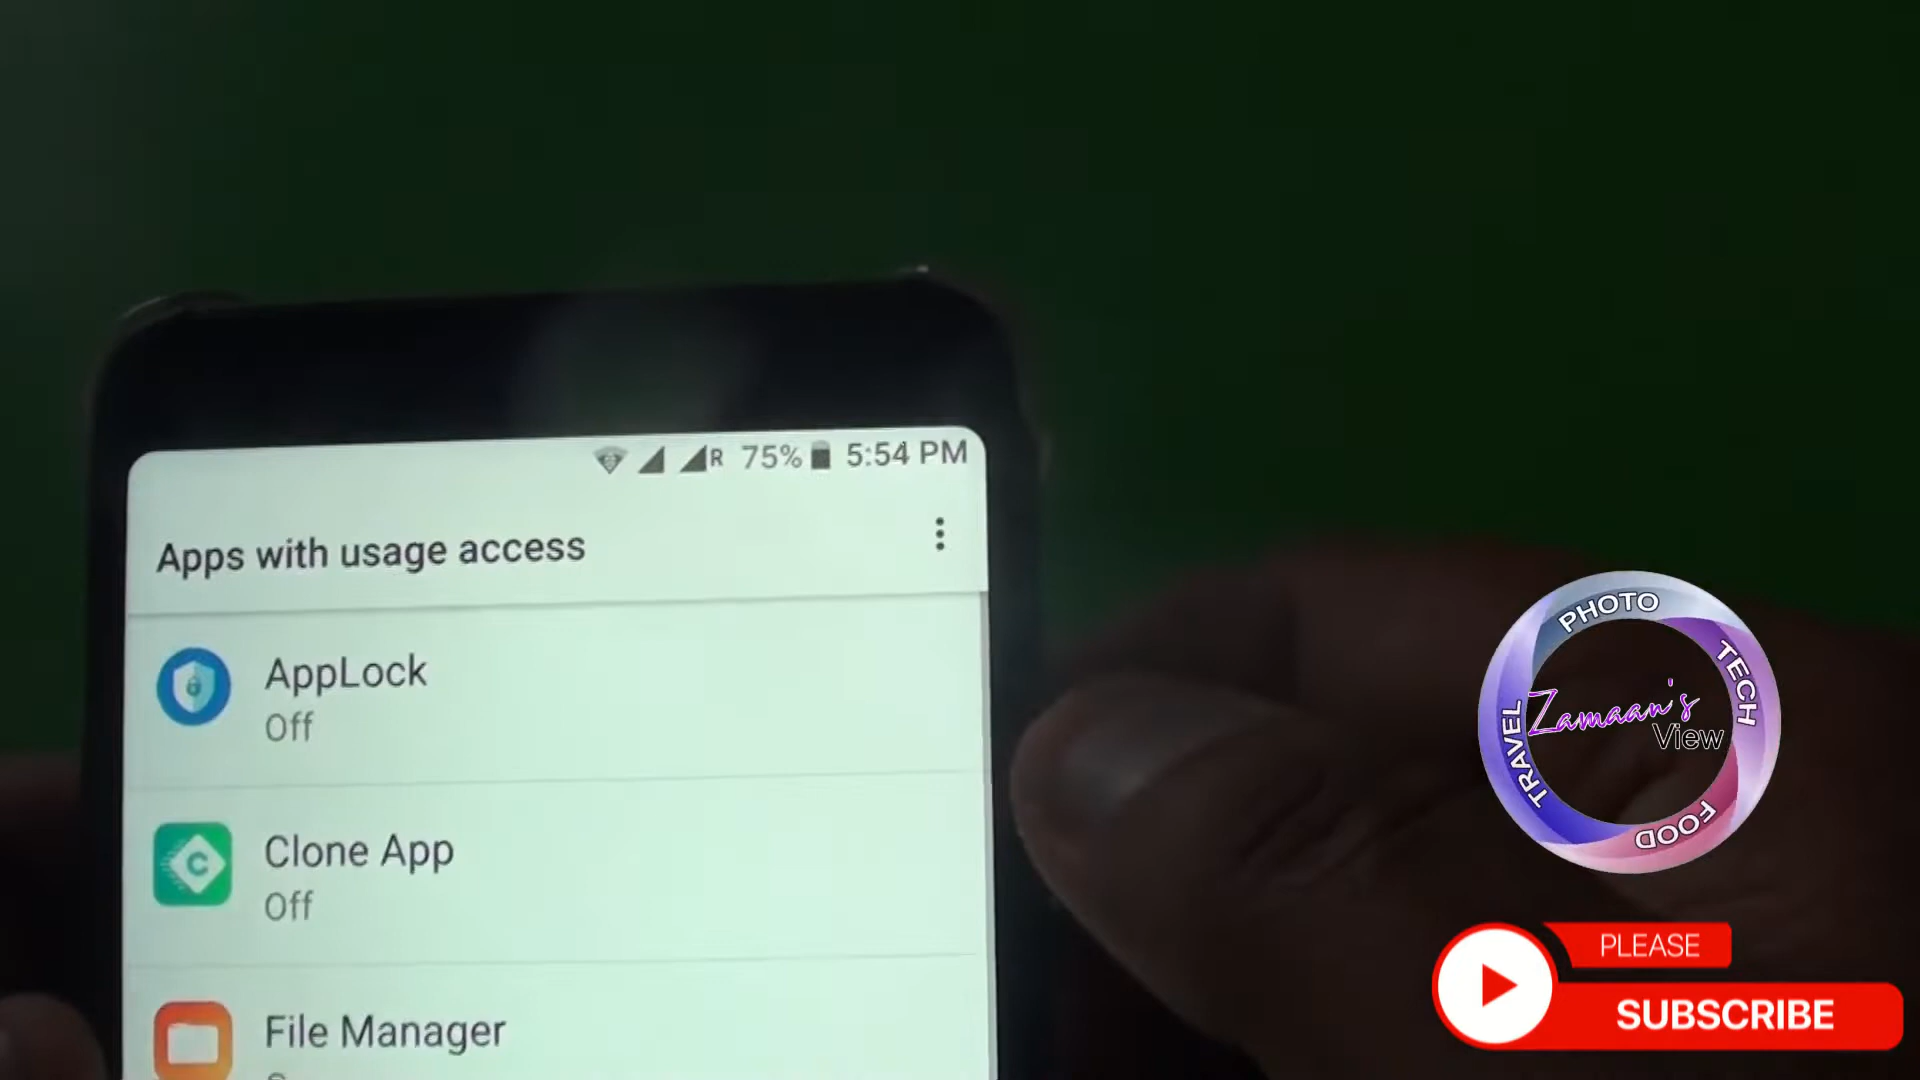 R 75% 5:54 PM
Apps with usage access
AppLock
Off
Clone App
C
Off
File Manager
PHOTO
TECH
TRAVEL
Zamaan's
View
FOOD
PLEASE
SUBSCRIBE